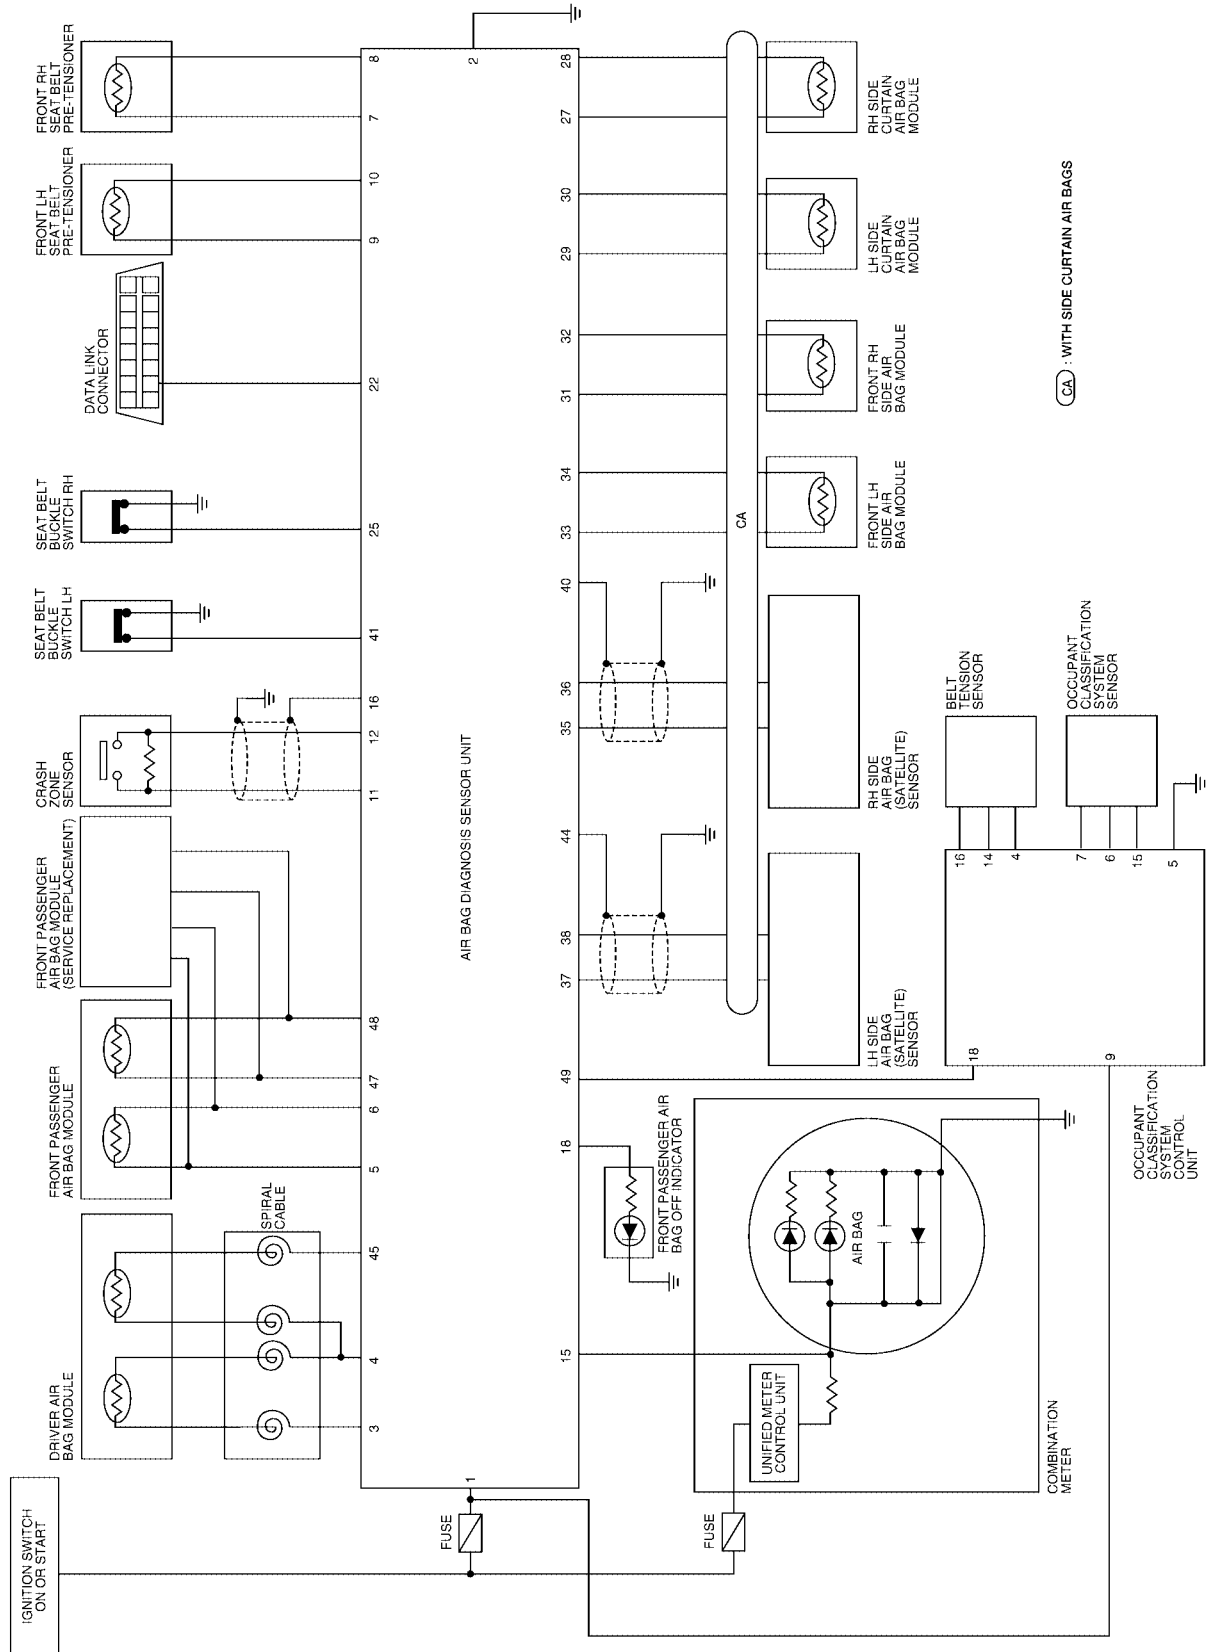 IGNITION SWITCH
ON OR START
FUSE
FUSE
DRIVER AIR
BAG MODULE
SPIRAL
CABLE
FRONT PASSENGER
AIR BAG MODULE
FRONT PASSENGER
AIR BAG MODULE
(SERVICE REPLACEMENT)
CRASH
ZONE
SENSOR
SEAT BELT
BUCKLE
SWITCH LH
SEAT BELT
BUCKLE
SWITCH RH
DATA LINK
CONNECTOR
FRONT LH
SEAT BELT
PRE-TENSIONER
FRONT RH
SEAT BELT
PRE-TENSIONER
1
3
4
45
5
6
47
48
11
12
16
41
25
22
9
10
7
8
2
AIR BAG DIAGNOSIS SENSOR UNIT
15
18
49
37
38
44
35
36
40
33
34
31
32
29
30
27
28
FRONT PASSENGER AIR
BAG OFF INDICATOR
CA
UNIFIED METER
CONTROL UNIT
AIR BAG
COMBINATION
METER
LH SIDE
AIR BAG
(SATELLITE)
SENSOR
RH SIDE
AIR BAG
(SATELLITE)
SENSOR
FRONT LH
SIDE AIR
BAG MODULE
FRONT RH
SIDE AIR
BAG MODULE
LH SIDE
CURTAIN
AIR BAG
MODULE
RH SIDE
CURTAIN
AIR BAG
MODULE
18
9
16
14
4
7
6
15
5
BELT
TENSION
SENSOR
OCCUPANT
CLASSIFICATION
SYSTEM
SENSOR
OCCUPANT
CLASSIFICATION
SYSTEM
CONTROL
UNIT
CA : WITH SIDE CURTAIN AIR BAGS